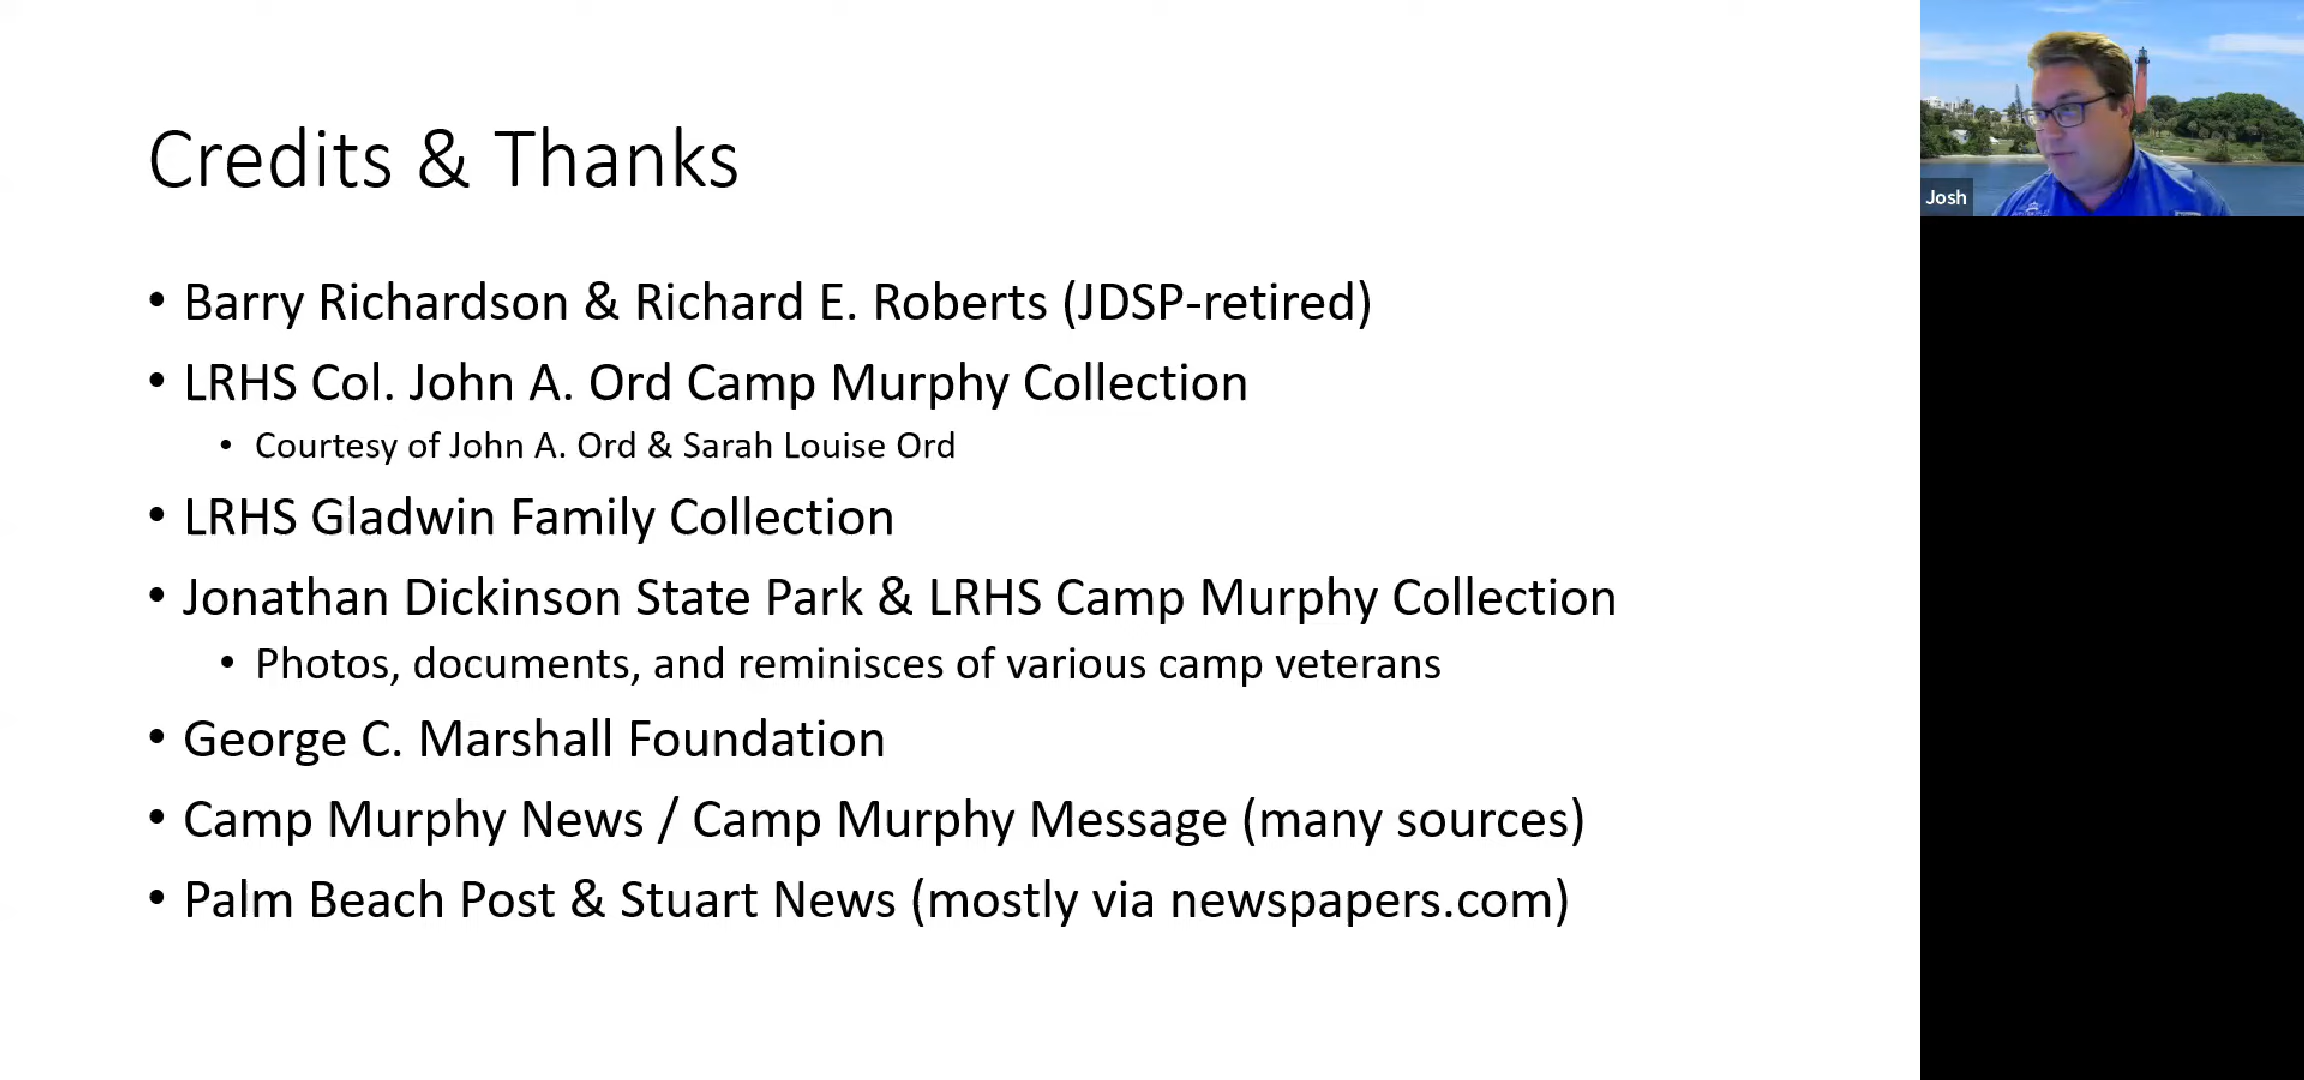 Credits & Thanks
• Barry Richardson & Richard E. Roberts (JDSP-retired)
• LRHS Col. John A. Ord Camp Murphy Collection
• Courtesy of John A. Ord & Sarah Louise Ord
• LRHS Gladwin Family Collection
• Jonathan Dickinson State Park & LRHS Camp Murphy Collection
• Photos, documents, and reminisces of various camp veterans
• George C. Marshall Foundation
• Camp Murphy News / Camp Murphy Message (many sources)
• Palm Beach Post & Stuart News (mostly via newspapers.com)
Josh